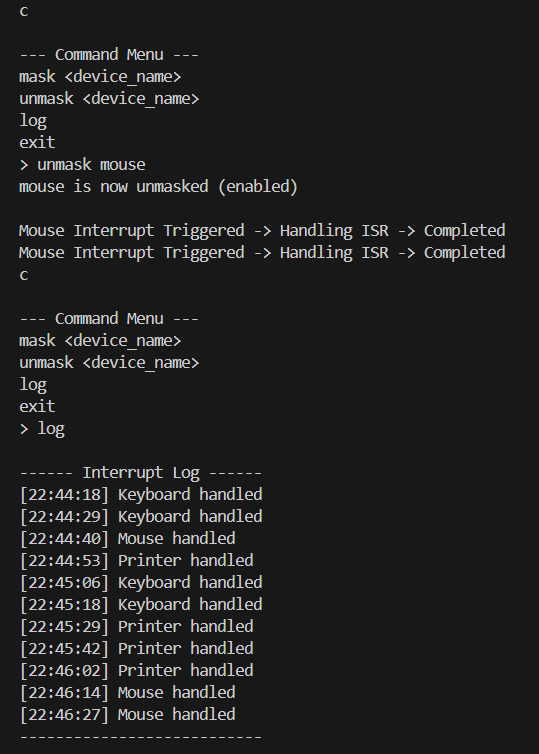 c
--- Command Menu ---
mask <device_name>
unmask <device_name>
log
exit
> unmask mouse
mouse is now unmasked (enabled)
Mouse Interrupt Triggered -> Handling ISR -> Completed
Mouse Interrupt Triggered -> Handling ISR -> Completed
c
--- Command Menu ---
mask <device_name>
unmask <device_name>
log
exit
> log
------ Interrupt Log ------
[22:44:18] Keyboard handled
[22:44:29] Keyboard handled
[22:44:40] Mouse handled
[22:44:53] Printer handled
[22:45:06] Keyboard handled
[22:45:18] Keyboard handled
[22:45:29] Printer handled
[22:45:42] Printer handled
[22:46:02] Printer handled
[22:46:14] Mouse handled
[22:46:27] Mouse handled
---------------------------